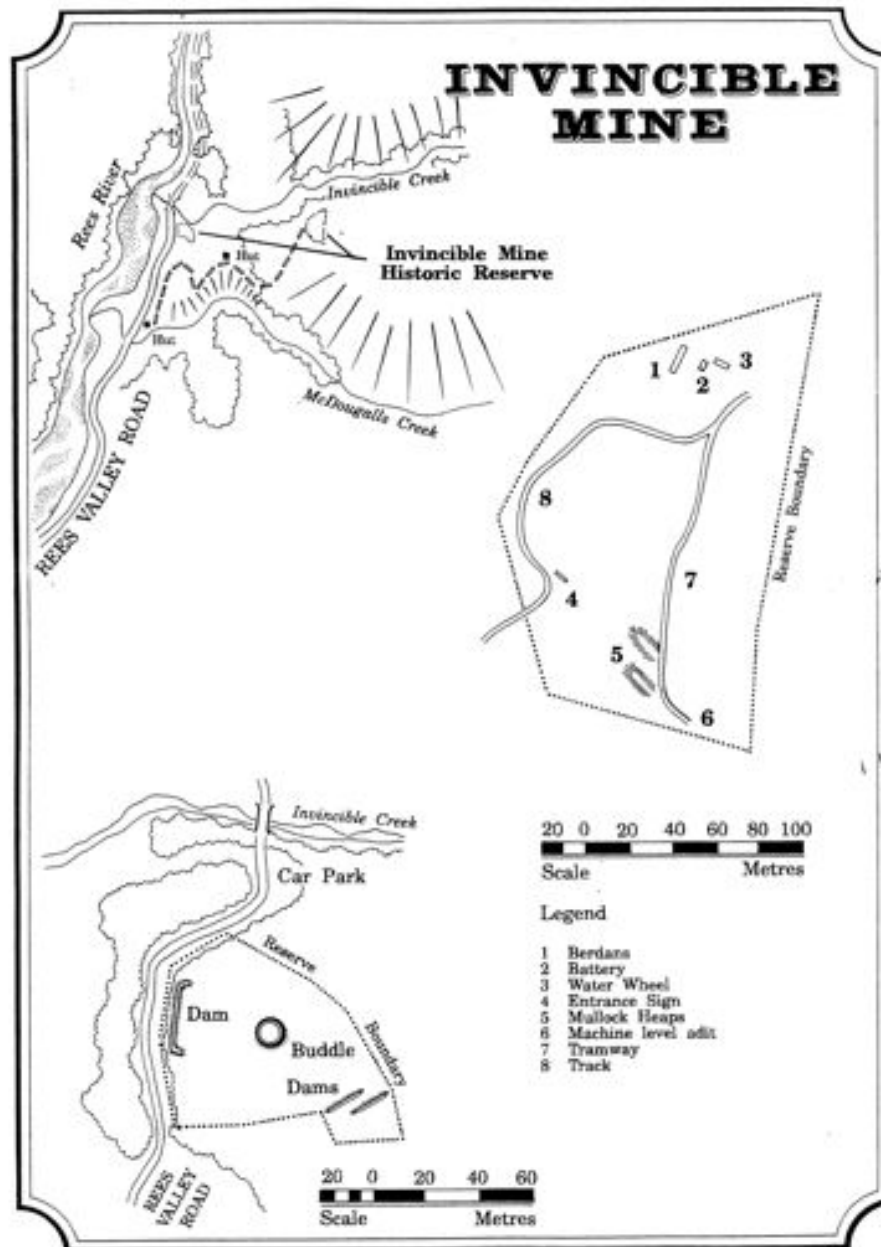 INVINCIBLE
MINE
Rees River
Invincible Creek
Invincible Mine
Historic Reserve
Hut
Hut
McDougalls Creek
REES VALLEY ROAD
1
2
3
8
Reserve Boundary
7
4
5
6
Invincible Creek
Car Park
Reserve
Boundary
Dam
Buddle
Dams
REES
VALLEY
ROAD
20 0 20 40 60
Scale Metres
20 0 20 40 60 80 100
Scale Metres
Legend
1 Berdans
2 Battery
3 Water Wheel
4 Entrance Sign
5 Mullock Heaps
6 Machine level adit
7 Tramway
8 Track